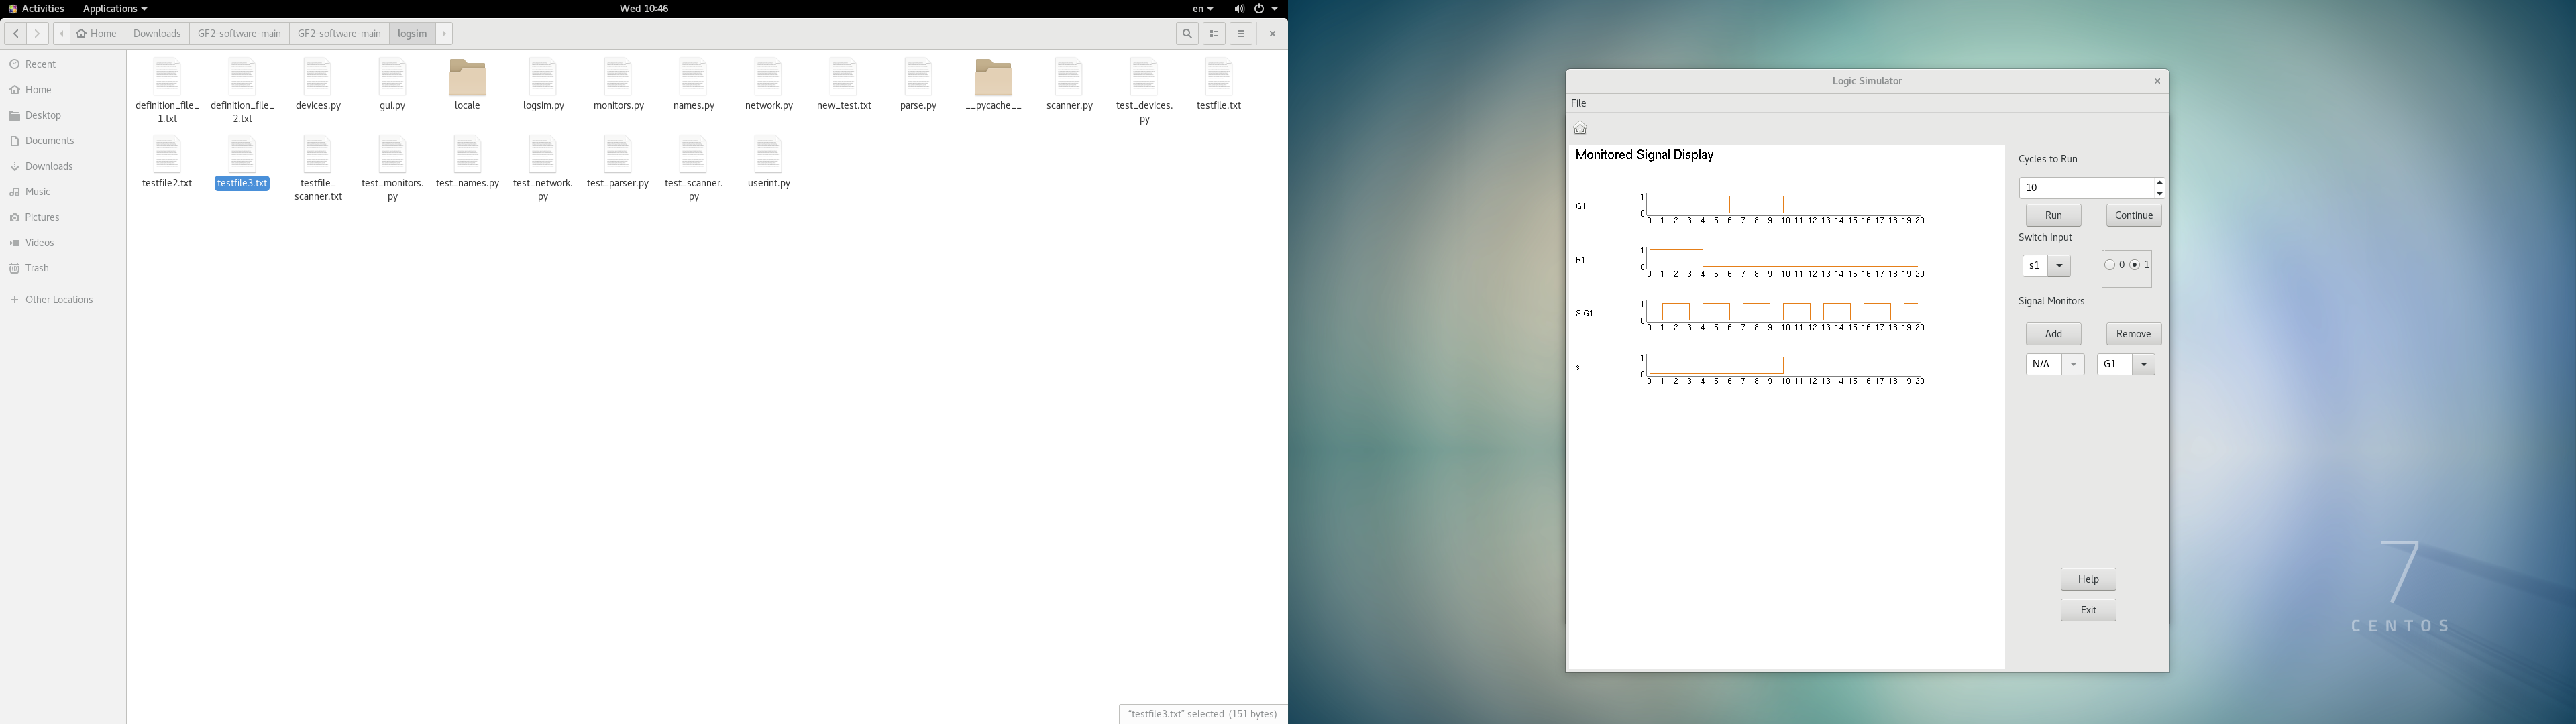 Activities Applications Wed 10:46 en
Home Downloads GF2-software-main GF2-software-main logsim
Recent
Home
Desktop
Documents
Downloads
Music
Pictures
Videos
Trash
Other Locations
definition_file_
1.txt
definition_file_
2.txt
devices.py
gui.py
locale
logsim.py
monitors.py
names.py
network.py
new_test.txt
parse.py
__pycache__
scanner.py
test_devices.
py
testfile.txt
testfile2.txt
testfile3.txt
testfile_
scanner.txt
test_monitors.
py
test_names.py
test_network.
py
test_parser.py
test_scanner.
py
userint.py
"testfile3.txt" selected (151 bytes)
Logic Simulator
File
Monitored Signal Display
G1
1
0
0 1 2 3 4 5 6 7 8 9 10 11 12 13 14 15 16 17 18 19 20
R1
1
0
0 1 2 3 4 5 6 7 8 9 10 11 12 13 14 15 16 17 18 19 20
SIG1
1
0
0 1 2 3 4 5 6 7 8 9 10 11 12 13 14 15 16 17 18 19 20
s1
1
0
0 1 2 3 4 5 6 7 8 9 10 11 12 13 14 15 16 17 18 19 20
Cycles to Run
10
Run Continue
Switch Input
s1 0 1
Signal Monitors
Add Remove
N/A G1
Help
Exit
7
CENTOS